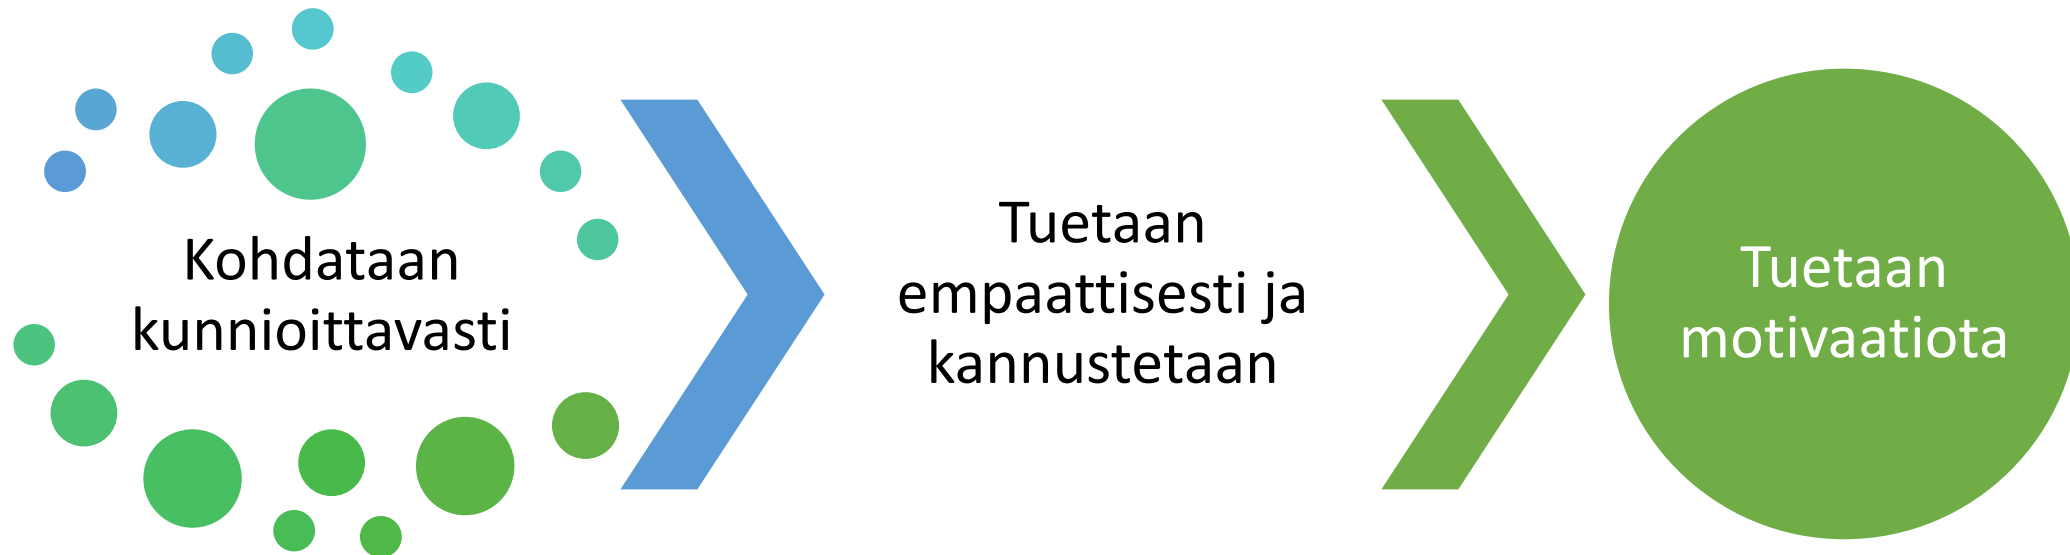 Kohdataan
kunnioittavasti
Tuetaan
empaattisesti ja
kannustetaan
Tuetaan
motivaatiota